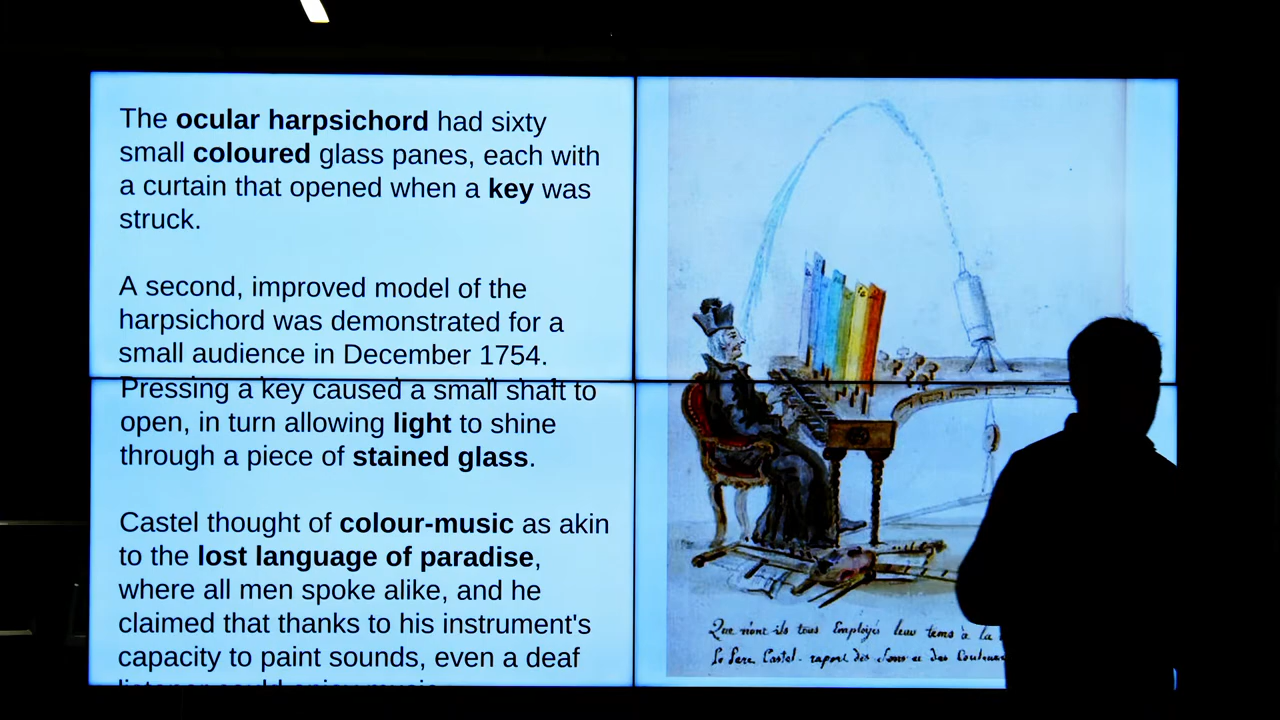 The ocular harpsichord had sixty
small coloured glass panes, each with
a curtain that opened when a key was
struck.
A second, improved model of the
harpsichord was demonstrated for a
small audience in December 1754.
Pressing a key caused a small shaft to
open, in turn allowing light to shine
through a piece of stained glass.
Castel thought of colour-music as akin
to the lost language of paradise,
where all men spoke alike, and he
claimed that thanks to his instrument's
capacity to paint sounds, even a deaf
listener could enjoy music.
Que n'ont ils tous Employés leur tems à la
Le Pere Castel. raport des Sons et des Couleurs